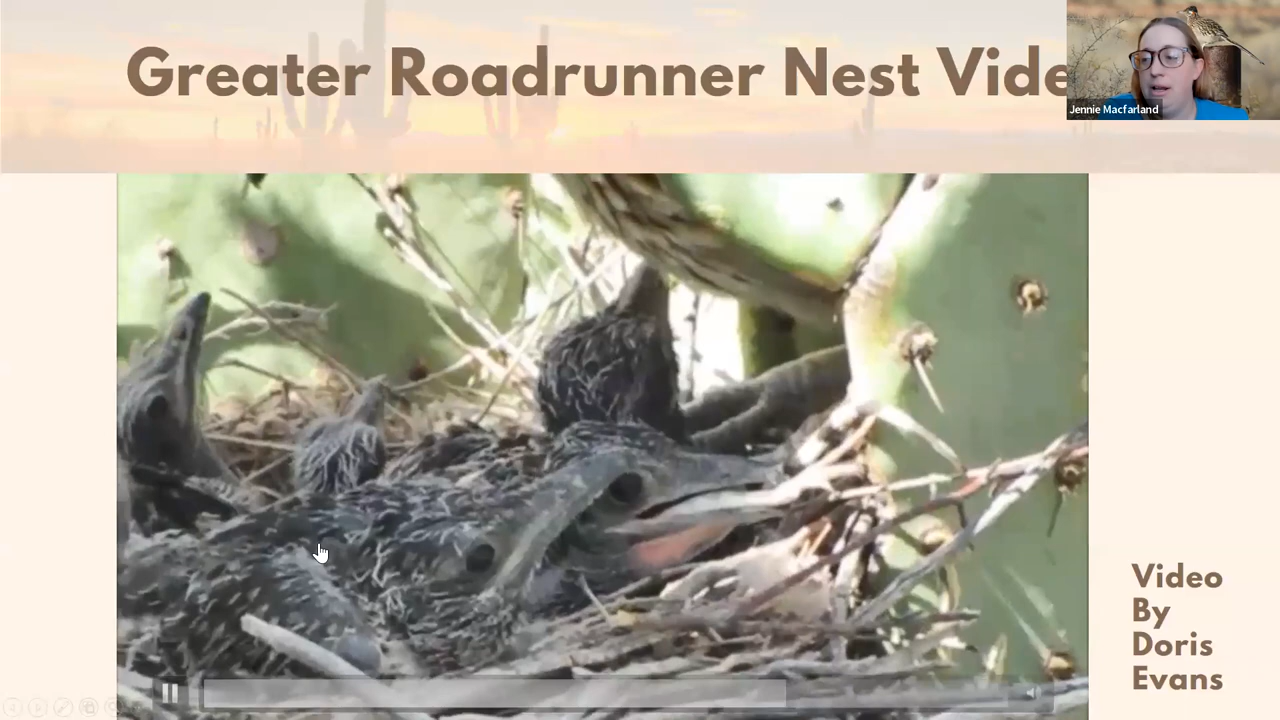 Greater Roadrunner Nest Vide
Jennie Macfarland
Video
By
Doris
Evans